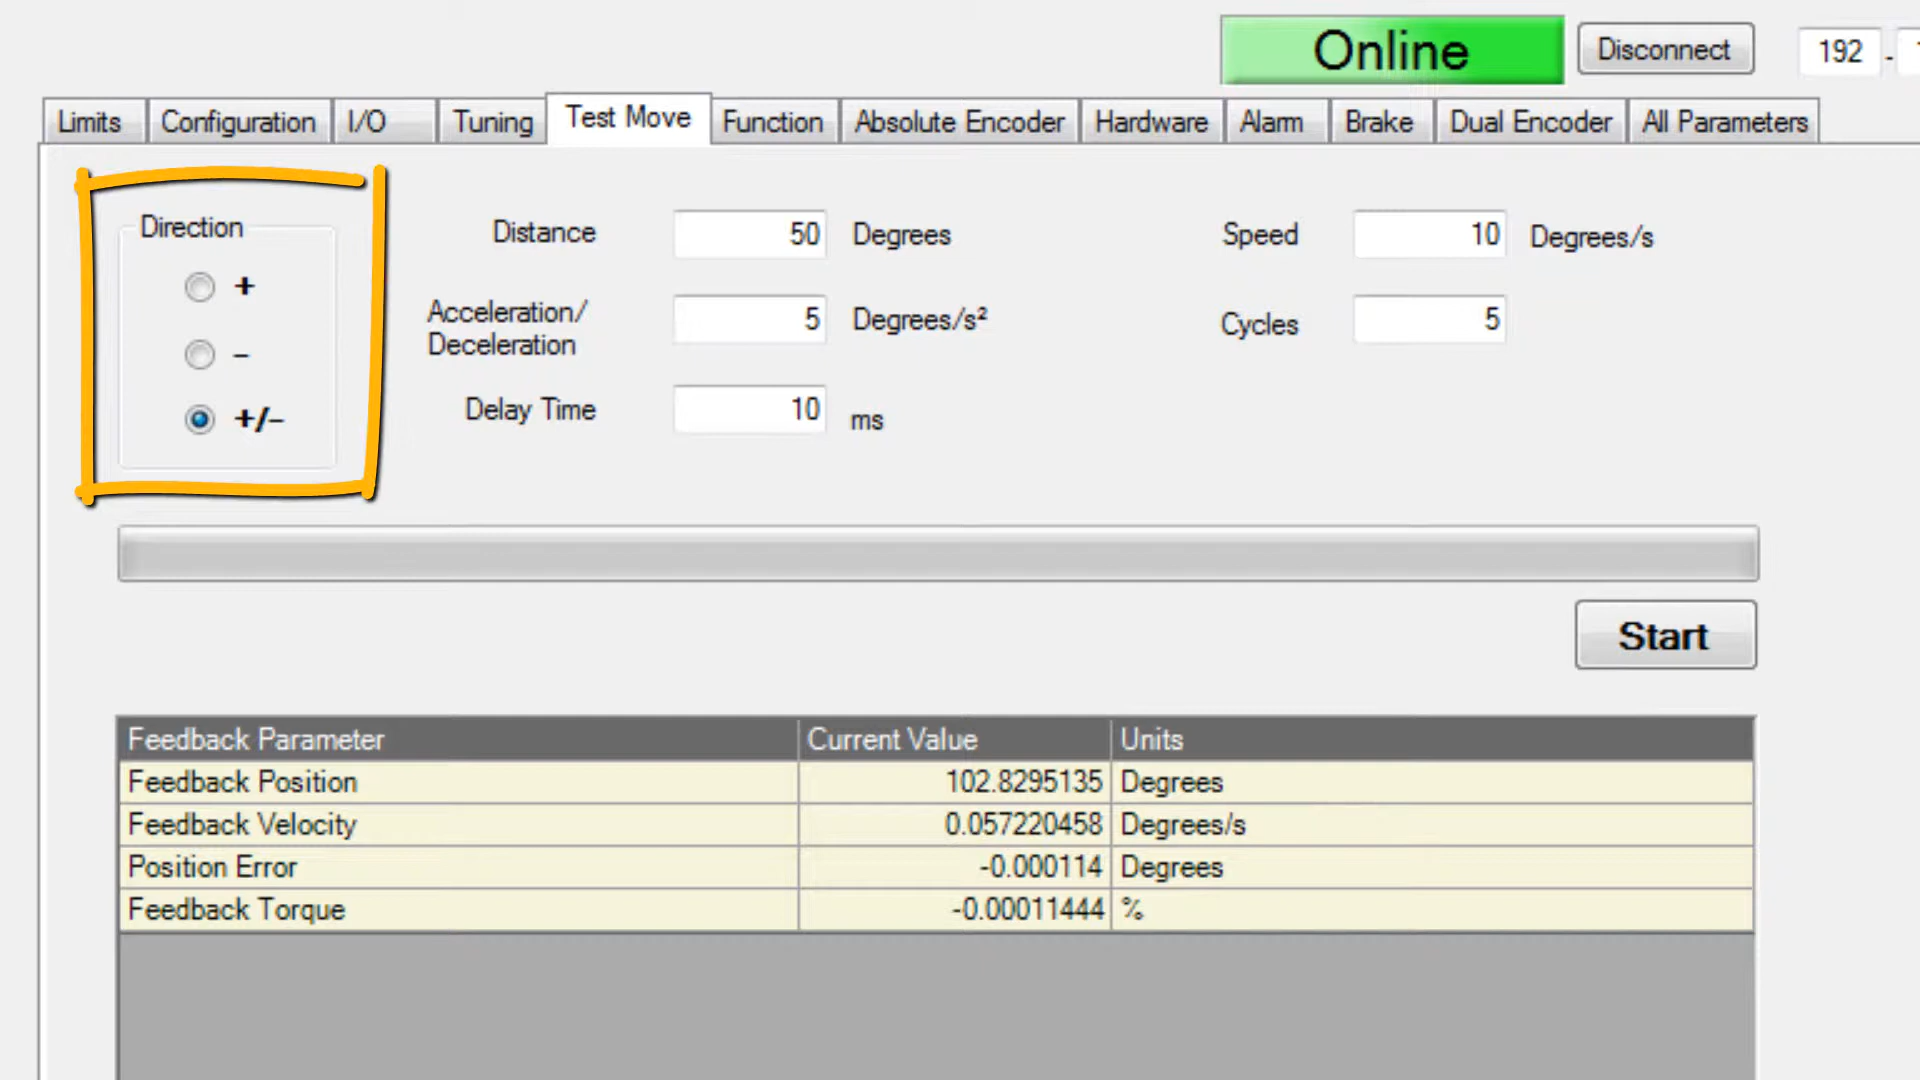 Online Disconnect 192 -
Limits Configuration I/O Tuning Test Move Function Absolute Encoder Hardware Alarm Brake Dual Encoder All Parameters
Direction
+
–
+/–
Distance 50 Degrees
Speed 10 Degrees/s
Acceleration/
Deceleration
5 Degrees/s²
Cycles 5
Delay Time 10 ms
Start
Feedback Parameter Current Value Units
Feedback Position 102.8295135 Degrees
Feedback Velocity 0.057220458 Degrees/s
Position Error -0.000114 Degrees
Feedback Torque -0.00011444 %